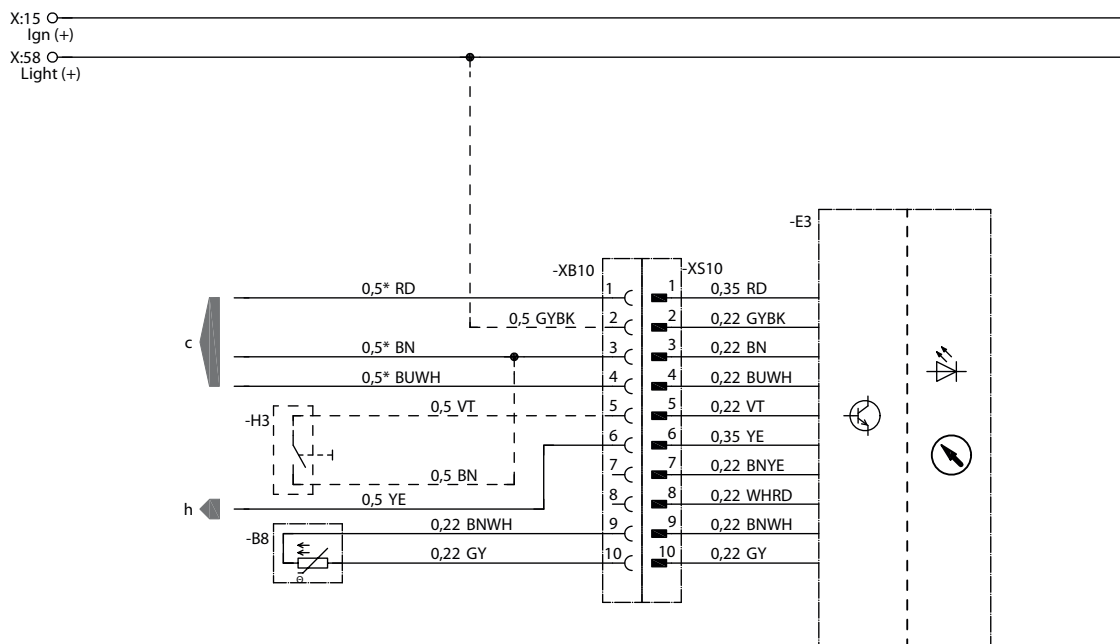 X:15
Ign (+)
X:58
Light (+)
-E3
-XB10 -XS10
0,5* RD 1 1 0,35 RD
0,5 GYBK 2 2 0,22 GYBK
0,5* BN 3 3 0,22 BN
c
0,5* BUWH 4 4 0,22 BUWH
0,5 VT 5 5 0,22 VT
-H3
6 6 0,35 YE
0,5 BN 7 7 0,22 BNYE
h 0,5 YE 8 8 0,22 WHRD
0,22 BNWH 9 9 0,22 BNWH
-B8
0,22 GY 10 10 0,22 GY
Θ